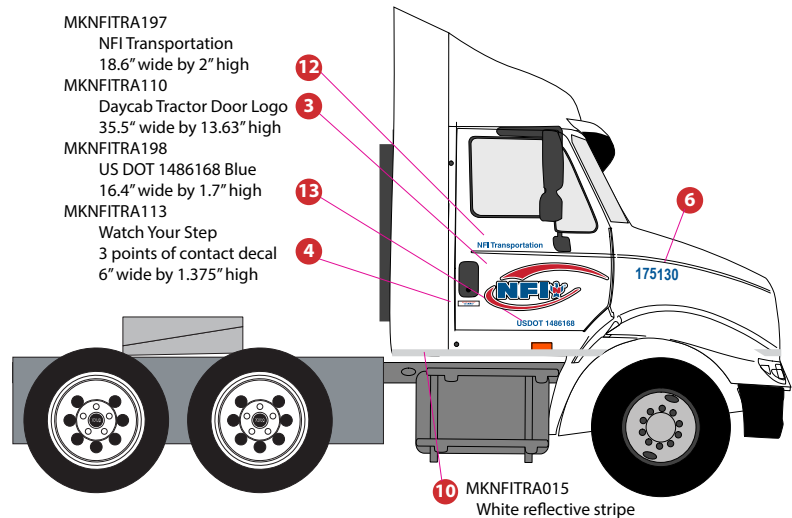 MKNFITRA197
NFI Transportation
18.6” wide by 2” high
MKNFITRA110
Daycab Tractor Door Logo
35.5“ wide by 13.63” high
MKNFITRA198
US DOT 1486168 Blue
16.4” wide by 1.7” high
MKNFITRA113
Watch Your Step
3 points of contact decal
6” wide by 1.375” high
12
3
13
4
6
NFI Transportation
175130
NFI
USDOT 1486168
10
MKNFITRA015
White reflective stripe